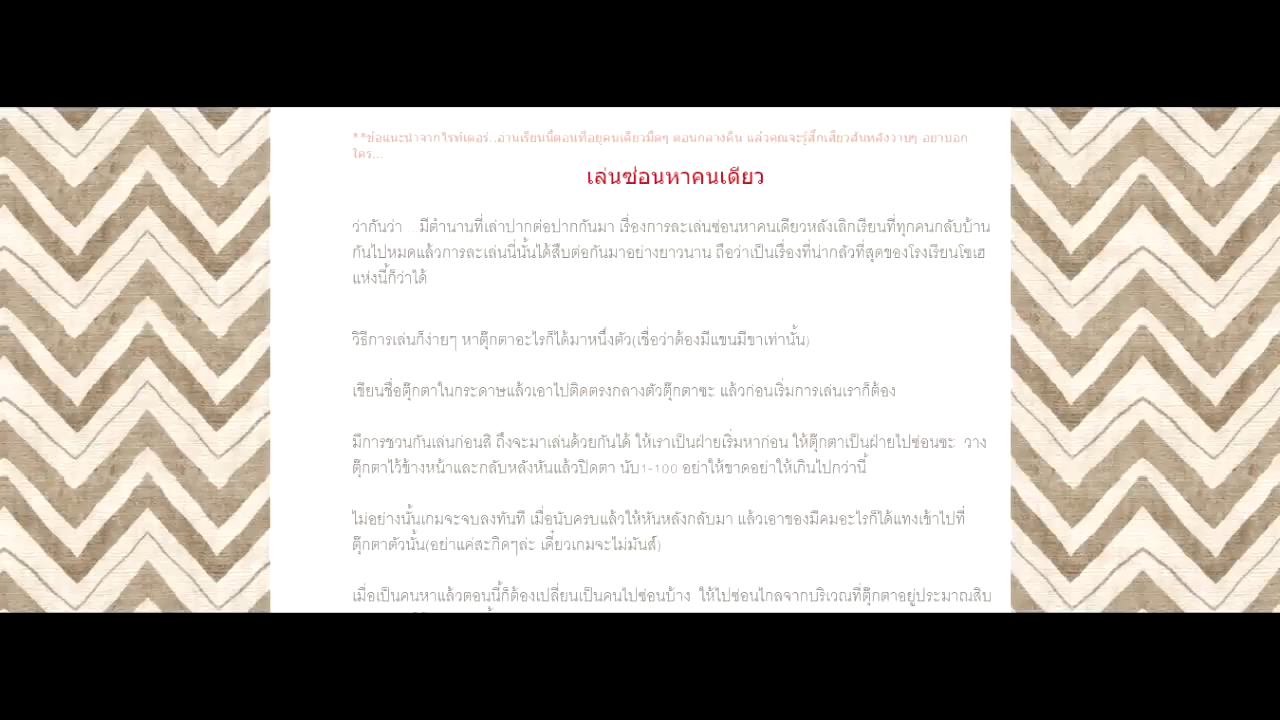 **ข้อแนะนำจากไรท์เตอร์..อ่านเรียนนี้ตอนที่อยู่คนเดียวมืดๆ ตอนกลางคืน แล้วคุณจะรู้สึกเสียวสันหลังวาบๆ อย่าบอก
ใคร...
เล่นซ่อนหาคนเดียว
ว่ากันว่า ...มีตำนานที่เล่าปากต่อปากกันมา เรื่องการละเล่นซ่อนหาคนเดียวหลังเลิกเรียนที่ทุกคนกลับบ้าน
กันไปหมดแล้วการละเล่นนี่นั้นได้สืบต่อกันมาอย่างยาวนาน ถือว่าเป็นเรื่องที่น่ากลัวที่สุดของโรงเรียนโซเฮ
แห่งนี้ก็ว่าได้
วิธีการเล่นก็ง่ายๆ หาตุ๊กตาอะไรก็ได้มาหนึ่งตัว(เชื่อว่าต้องมีแขนมีขาเท่านั้น)
เขียนชื่อตุ๊กตาในกระดาษแล้วเอาไปติดตรงกลางตัวตุ๊กตาซะ แล้วก่อนเริ่มการเล่นเราก็ต้อง
มีการชวนกันเล่นก่อนสิ ถึงจะมาเล่นด้วยกันได้ ให้เราเป็นฝ่ายเริ่มหาก่อน ให้ตุ๊กตาเป็นฝ่ายไปซ่อนซะ วาง
ตุ๊กตาไว้ข้างหน้าและกลับหลังหันแล้วปิดตา นับ1-100 อย่าให้ขาดอย่าให้เกินไปกว่านี้
ไม่อย่างนั้นเกมจะจบลงทันที เมื่อนับครบแล้วให้หันหลังกลับมา แล้วเอาของมีคมอะไรก็ได้แทงเข้าไปที่
ตุ๊กตาตัวนั้น(อย่าแค่สะกิดๆล่ะ เดี๋ยวเกมจะไม่มันส์)
เมื่อเป็นคนหาแล้วตอนนี้ก็ต้องเปลี่ยนเป็นคนไปซ่อนบ้าง ให้ไปซ่อนไกลจากบริเวณที่ตุ๊กตาอยู่ประมาณสิบ